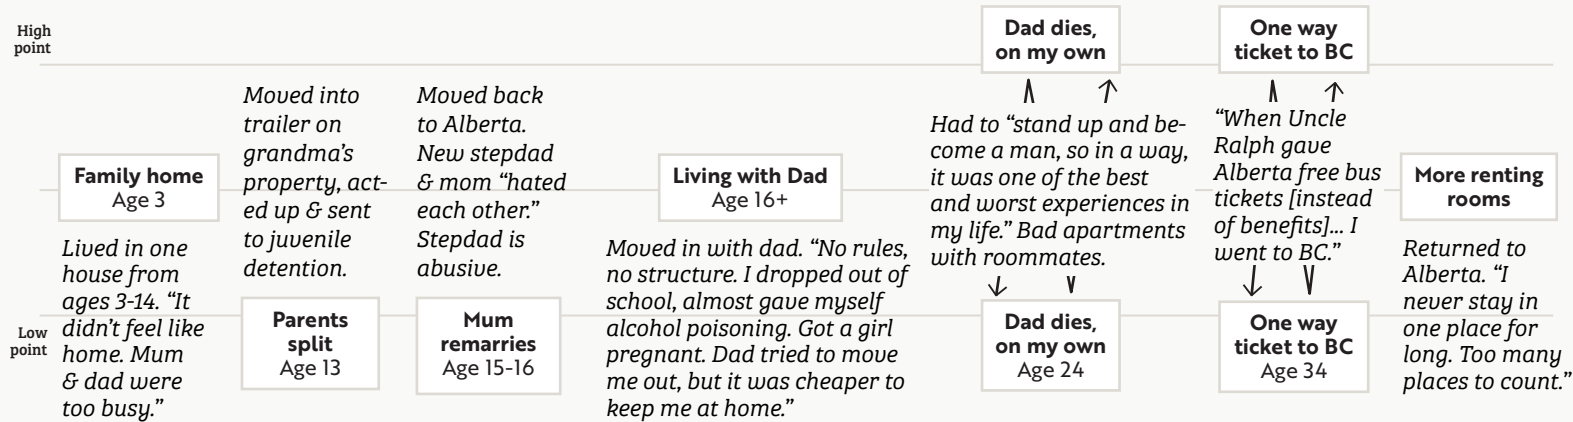 High
point
Low
point
Family home
Age 3
Lived in one
house from
ages 3-14. “It
didn’t feel like
home. Mum
& dad were
too busy.”
Moved into
trailer on
grandma’s
property, act-
ed up & sent
to juvenile
detention.
Parents
split
Age 13
Moved back
to Alberta.
New stepdad
& mom “hated
each other.”
Stepdad is
abusive.
Mum
remarries
Age 15-16
Living with Dad
Age 16+
Moved in with dad. “No rules,
no structure. I dropped out of
school, almost gave myself
alcohol poisoning. Got a girl
pregnant. Dad tried to move
me out, but it was cheaper to
keep me at home.”
Dad dies,
on my own
Had to “stand up and be-
come a man, so in a way,
it was one of the best
and worst experiences in
my life.” Bad apartments
with roommates.
Dad dies,
on my own
Age 24
One way
ticket to BC
“When Uncle
Ralph gave
Alberta free bus
tickets [instead
of benefits]... I
went to BC.”
One way
ticket to BC
Age 34
More renting
rooms
Returned to
Alberta. “I
never stay in
one place for
long. Too many
places to count.”